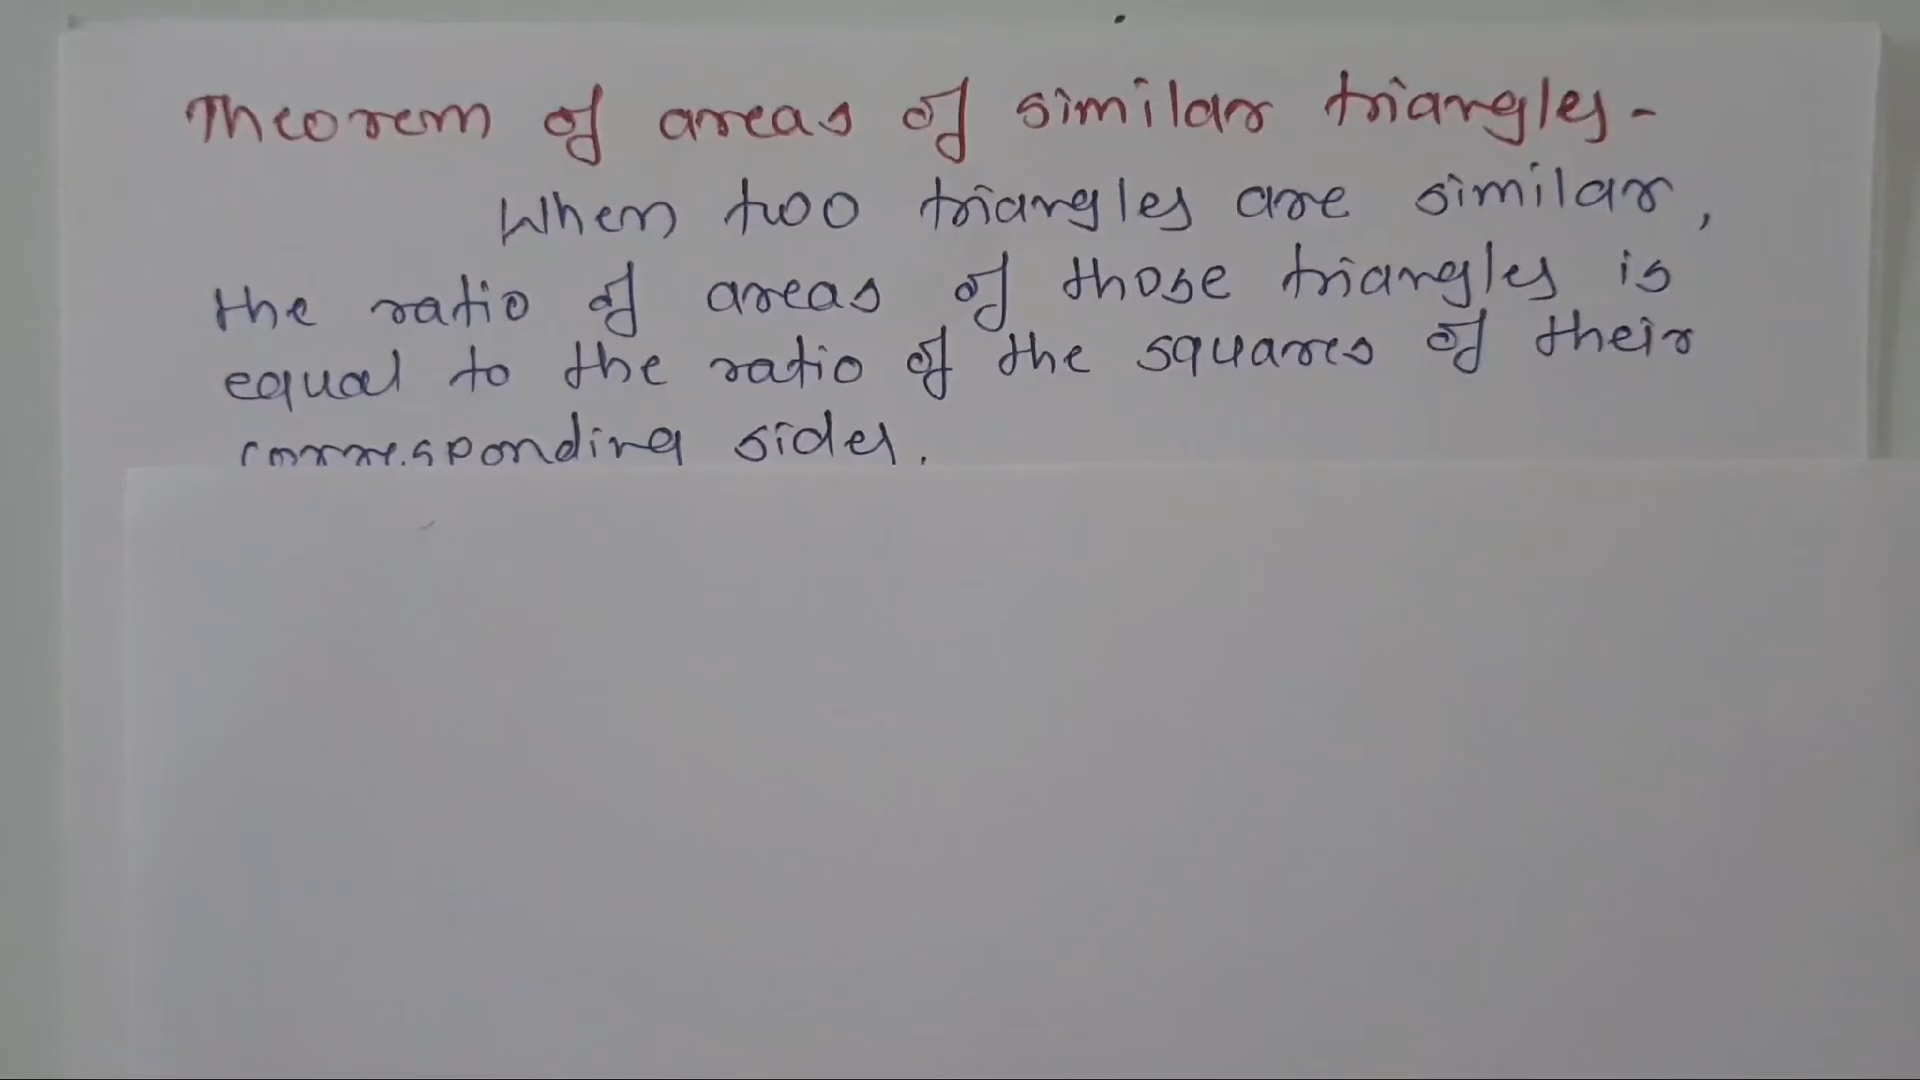 Theorem of areas of similar triangles-
When two triangles are similar,
the ratio of areas of those triangles is
equal to the ratio of the squares of their
corresponding sides.